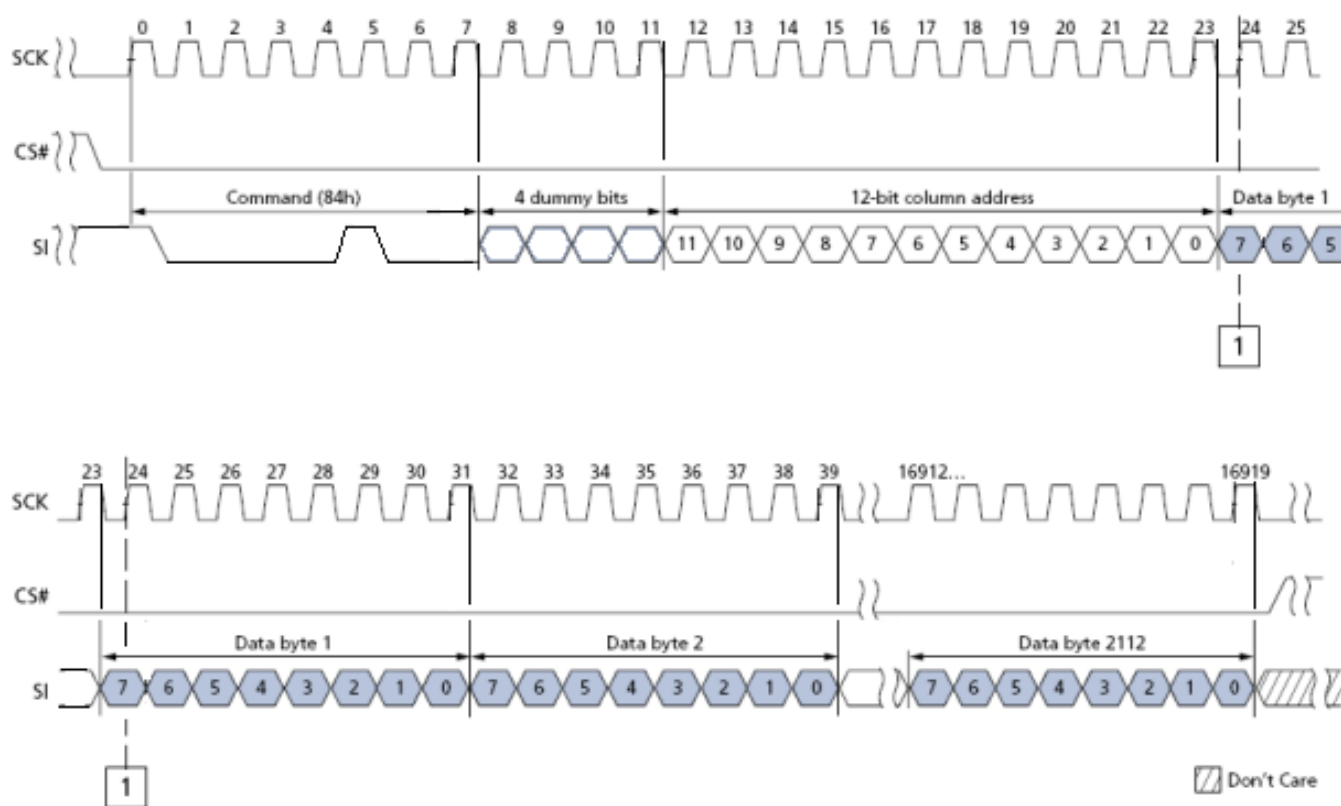 0 1 2 3 4 5 6 7 8 9 10 11 12 13 14 15 16 17 18 19 20 21 22 23 24 25
SCK
CS#
Command (84h) 4 dummy bits 12-bit column address Data byte 1
SI 11 10 9 8 7 6 5 4 3 2 1 0 7 6 5
1
23 24 25 26 27 28 29 30 31 32 33 34 35 36 37 38 39 16912... 16919
SCK
CS#
Data byte 1 Data byte 2 Data byte 2112
SI 7 6 5 4 3 2 1 0 7 6 5 4 3 2 1 0 7 6 5 4 3 2 1 0
1
Don't Care